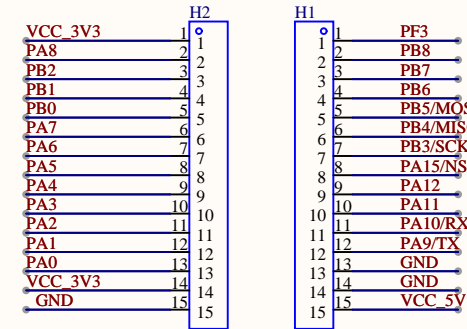 H2 H1
VCC_3V3 1 1 1 1 PF3
PA8 2 2 2 2 PB8
PB2 3 3 3 3 PB7
PB1 4 4 4 4 PB6
PB0 5 5 5 5 PB5/MOS
PA7 6 6 6 6 PB4/MIS
PA6 7 7 7 7 PB3/SCK
PA5 8 8 8 8 PA15/NS
PA4 9 9 9 9 PA12
PA3 10 10 10 10 PA11
PA2 11 11 11 11 PA10/RX
PA1 12 12 12 12 PA9/TX
PA0 13 13 13 13 GND
VCC_3V3 14 14 14 14 GND
GND 15 15 15 15 VCC_5V